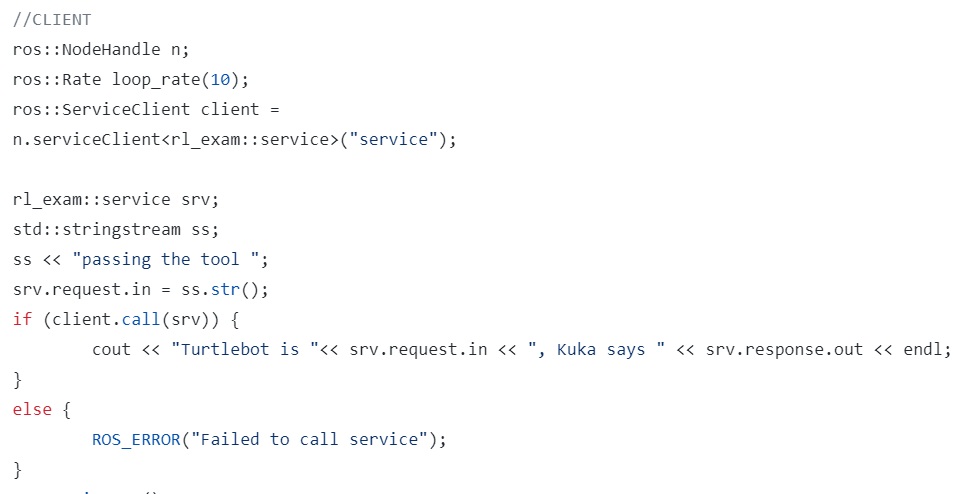 //CLIENT
ros::NodeHandle n;
ros::Rate loop_rate(10);
ros::ServiceClient client =
n.serviceClient<rl_exam::service>("service");
rl_exam::service srv;
std::stringstream ss;
ss << "passing the tool ";
srv.request.in = ss.str();
if (client.call(srv)) {
cout << "Turtlebot is "<< srv.request.in << ", Kuka says " << srv.response.out << endl;
}
else {
ROS_ERROR("Failed to call service");
}